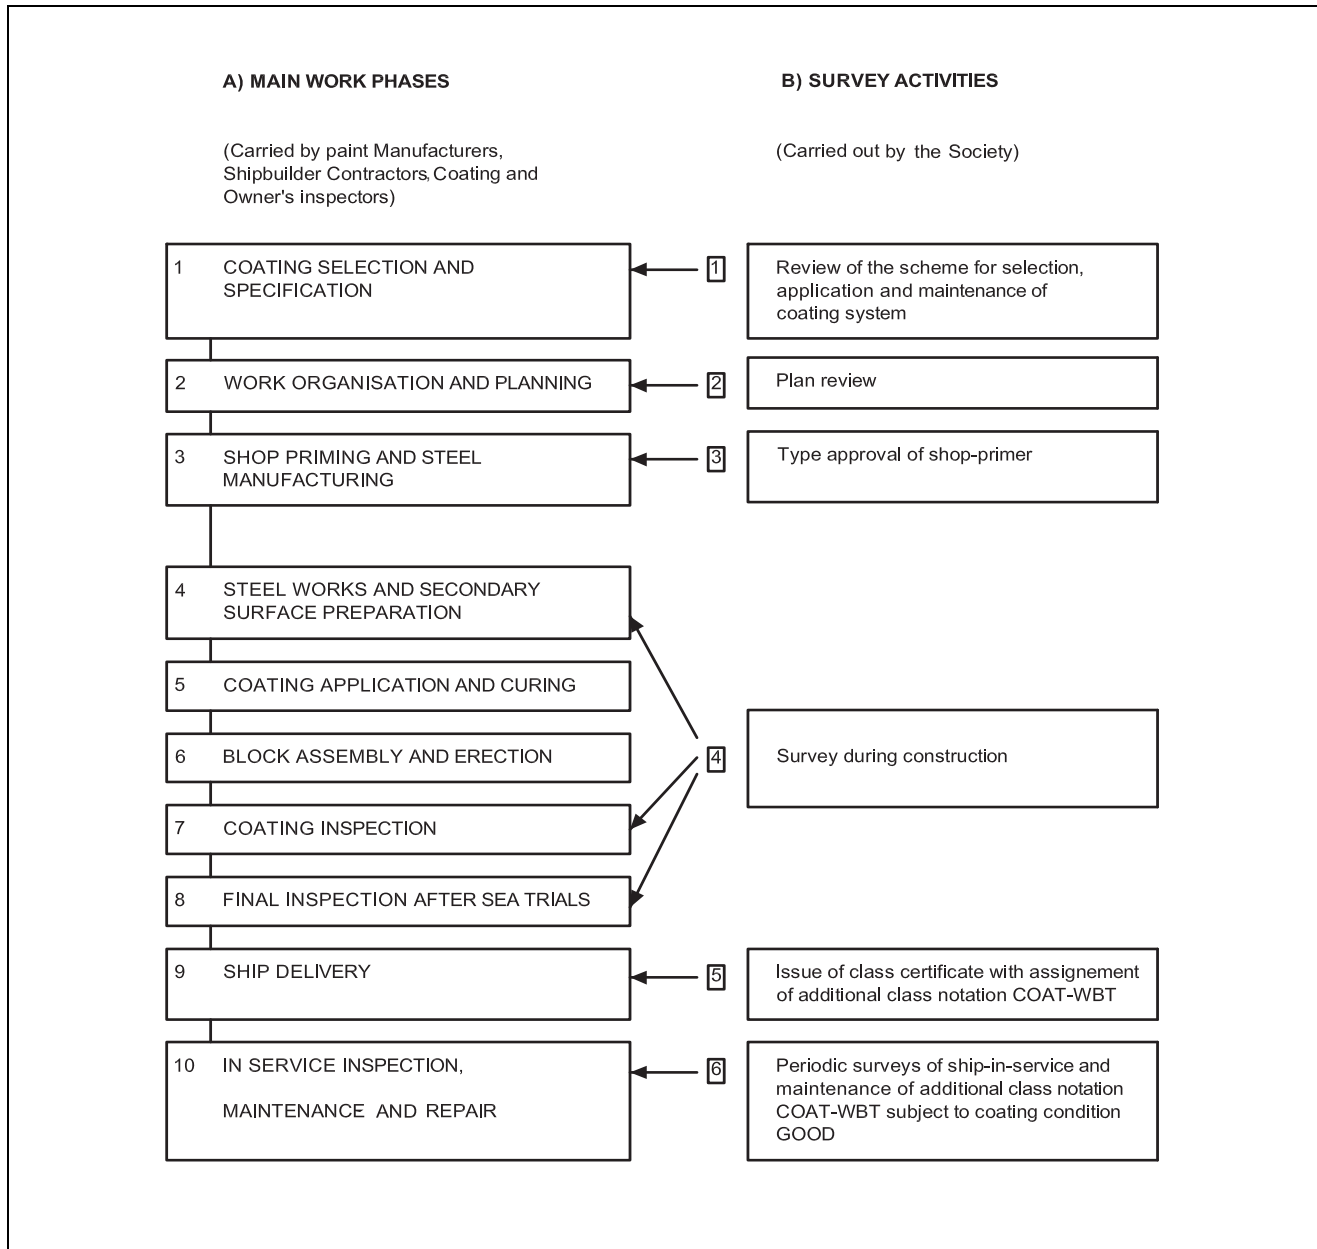 A) MAIN WORK PHASES
B) SURVEY ACTIVITIES
(Carried by paint Manufacturers,
Shipbuilder Contractors, Coating and
Owner's inspectors)
(Carried out by the Society)
1 COATING SELECTION AND
SPECIFICATION
1
Review of the scheme for selection,
application and maintenance of
coating system
2 WORK ORGANISATION AND PLANNING
2
Plan review
3 SHOP PRIMING AND STEEL
MANUFACTURING
3
Type approval of shop-primer
4 STEEL WORKS AND SECONDARY
SURFACE PREPARATION
5 COATING APPLICATION AND CURING
6 BLOCK ASSEMBLY AND ERECTION
4
Survey during construction
7 COATING INSPECTION
8 FINAL INSPECTION AFTER SEA TRIALS
9 SHIP DELIVERY
5
Issue of class certificate with assignement
of additional class notation COAT-WBT
10 IN SERVICE INSPECTION,
MAINTENANCE AND REPAIR
6
Periodic surveys of ship-in-service and
maintenance of additional class notation
COAT-WBT subject to coating condition
GOOD